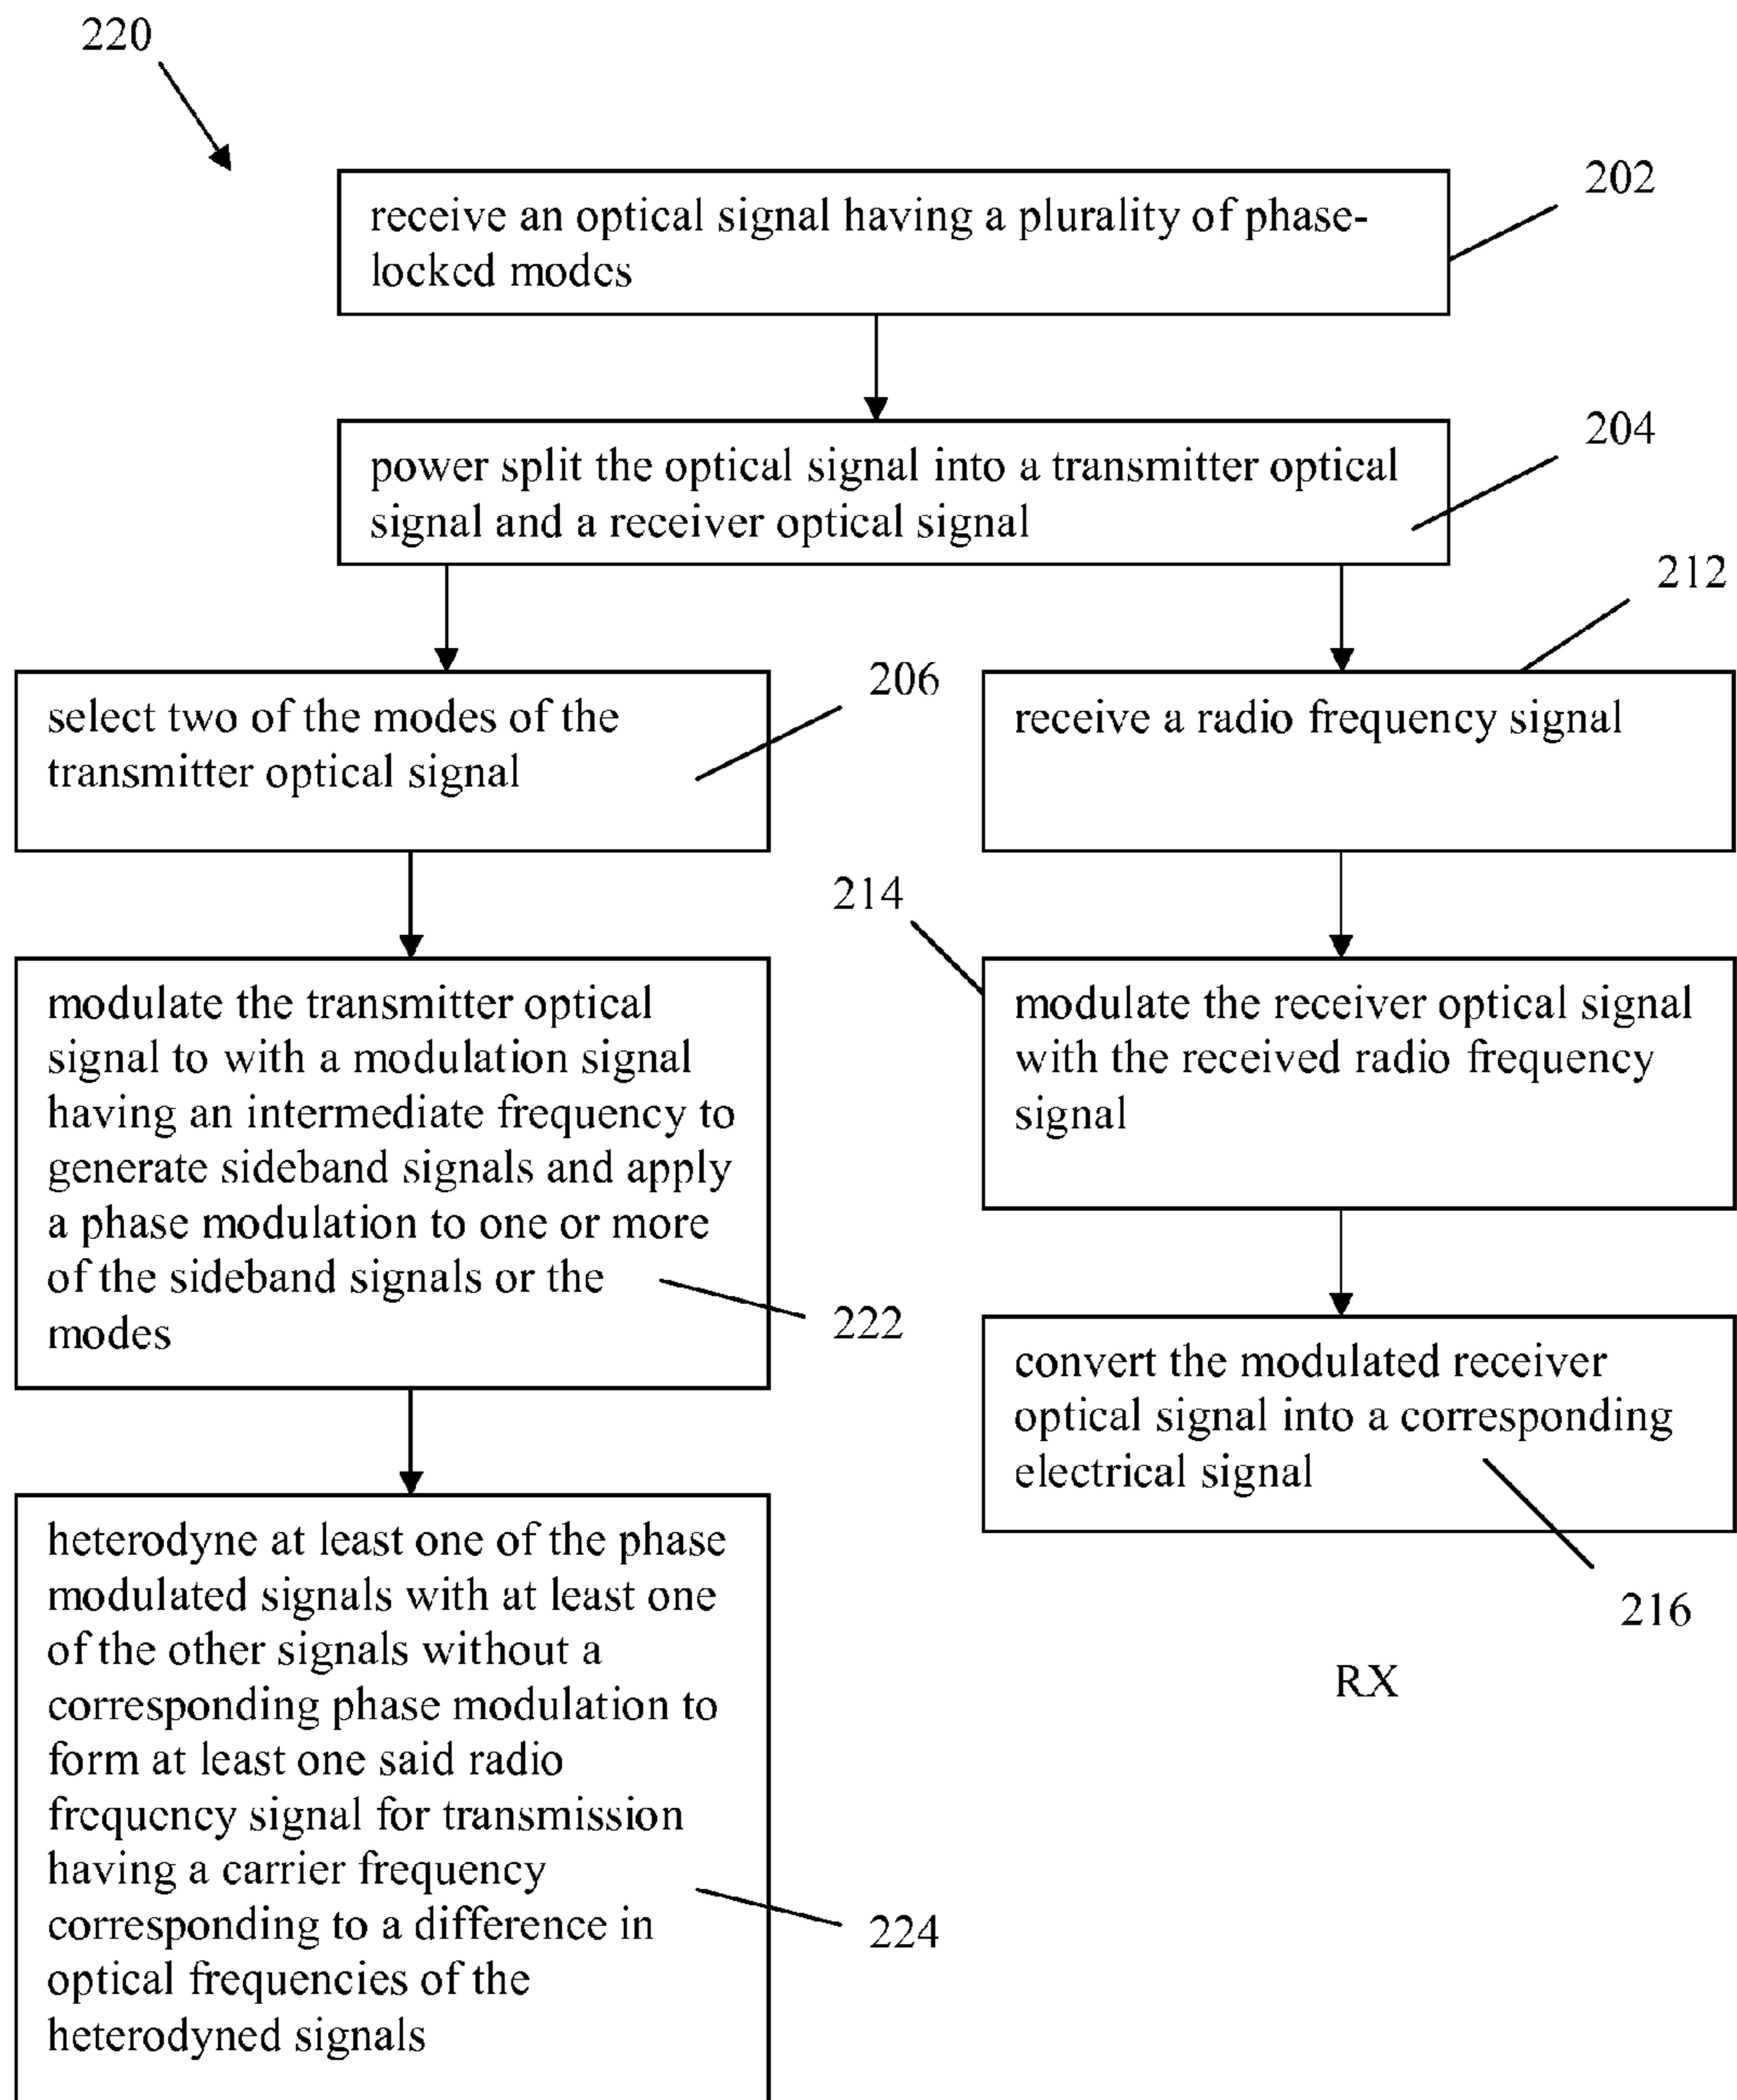 220
202
receive an optical signal having a plurality of phase-
locked modes
204
power split the optical signal into a transmitter optical
signal and a receiver optical signal
206
select two of the modes of the
transmitter optical signal
212
receive a radio frequency signal
214
modulate the transmitter optical
signal to with a modulation signal
having an intermediate frequency to
generate sideband signals and apply
a phase modulation to one or more
of the sideband signals or the
modes
222
modulate the receiver optical signal
with the received radio frequency
signal
convert the modulated receiver
optical signal into a corresponding
electrical signal
216
RX
heterodyne at least one of the phase
modulated signals with at least one
of the other signals without a
corresponding phase modulation to
form at least one said radio
frequency signal for transmission
having a carrier frequency
corresponding to a difference in
optical frequencies of the
heterodyned signals
224